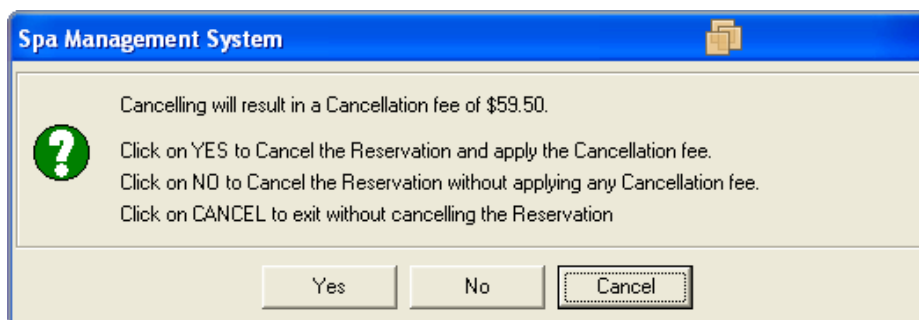 Spa Management System
Cancelling will result in a Cancellation fee of $59.50.
Click on YES to Cancel the Reservation and apply the Cancellation fee.
Click on NO to Cancel the Reservation without applying any Cancellation fee.
Click on CANCEL to exit without cancelling the Reservation
Yes No Cancel